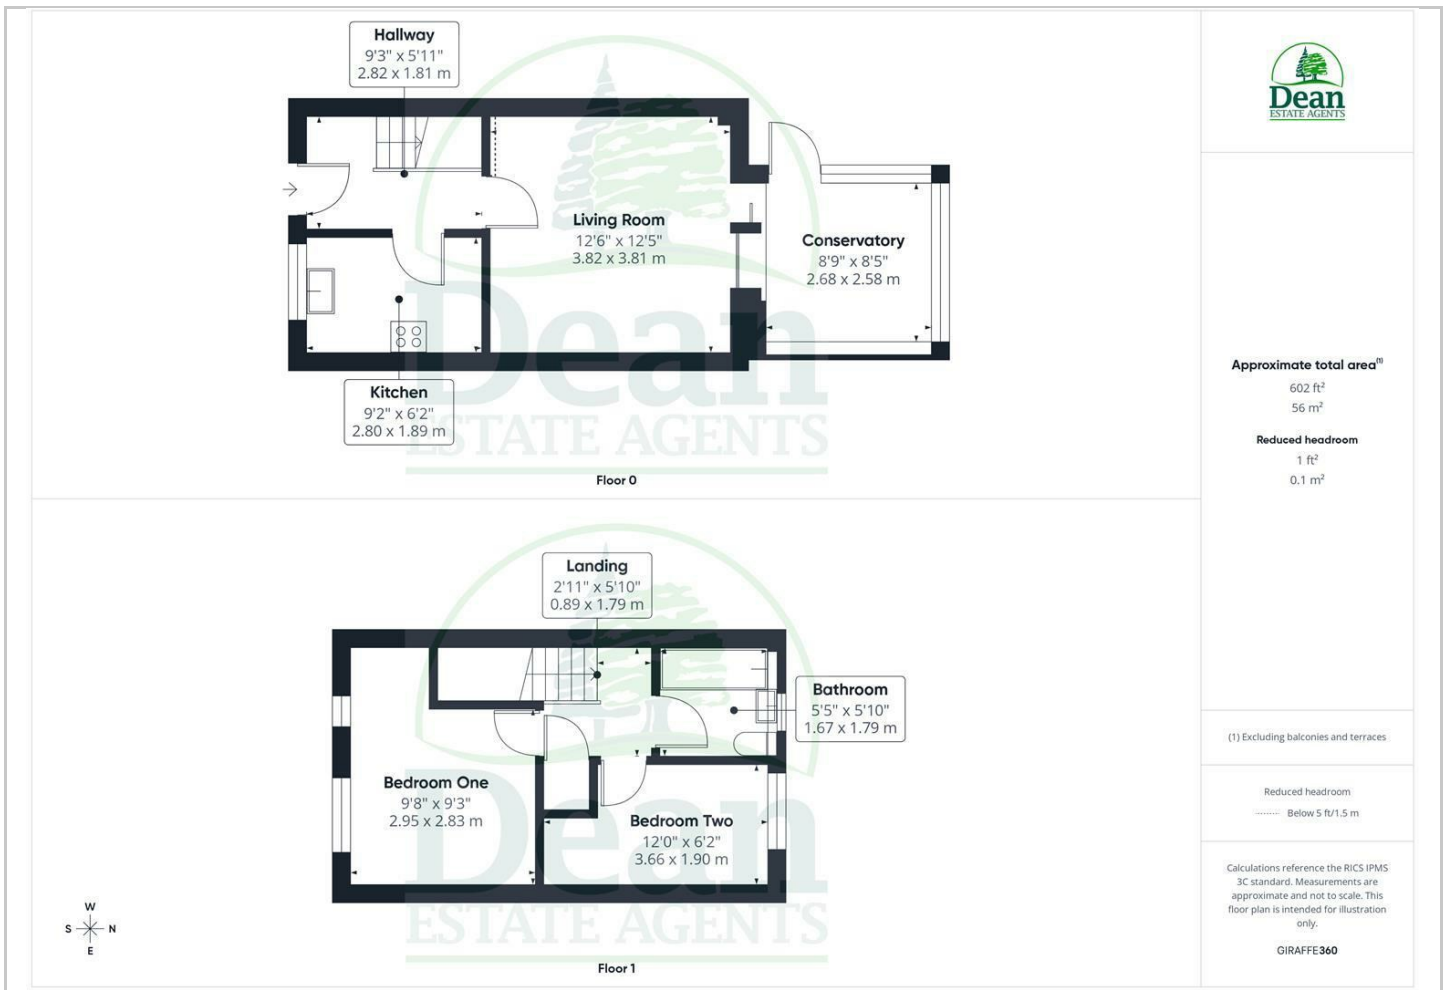 Hallway
9'3" x 5'11"
2.82 x 1.81 m
Living Room
12'6" x 12'5"
3.82 x 3.81 m
Conservatory
8'9" x 8'5"
2.68 x 2.58 m
Kitchen
9'2" x 6'2"
2.80 x 1.89 m
Dean
ESTATE AGENTS
Floor 0
Landing
2'11" x 5'10"
0.89 x 1.79 m
Bathroom
5'5" x 5'10"
1.67 x 1.79 m
Bedroom One
9'8" x 9'3"
2.95 x 2.83 m
Bedroom Two
12'0" x 6'2"
3.66 x 1.90 m
Dean
ESTATE AGENTS
Floor 1
W
S N
E
Dean
ESTATE AGENTS
Approximate total area(1)
602 ft²
56 m²
Reduced headroom
1 ft²
0.1 m²
(1) Excluding balconies and terraces
Reduced headroom
Below 5 ft/1.5 m
Calculations reference the RICS IPMS
3C standard. Measurements are
approximate and not to scale. This
floor plan is intended for illustration
only.
GIRAFFE360